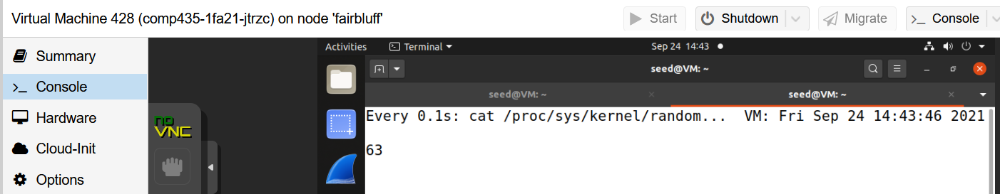 Virtual Machine 428 (comp435-1fa21-jtrzc) on node 'fairbluff'
Start
Shutdown
Migrate
>_ Console
Summary
>_ Console
Hardware
Cloud-Init
Options
no
VNC
Activities
Terminal
Sep 24 14:43
seed@VM: ~
seed@VM: ~
seed@VM: ~
Every 0.1s: cat /proc/sys/kernel/random... VM: Fri Sep 24 14:43:46 2021
63